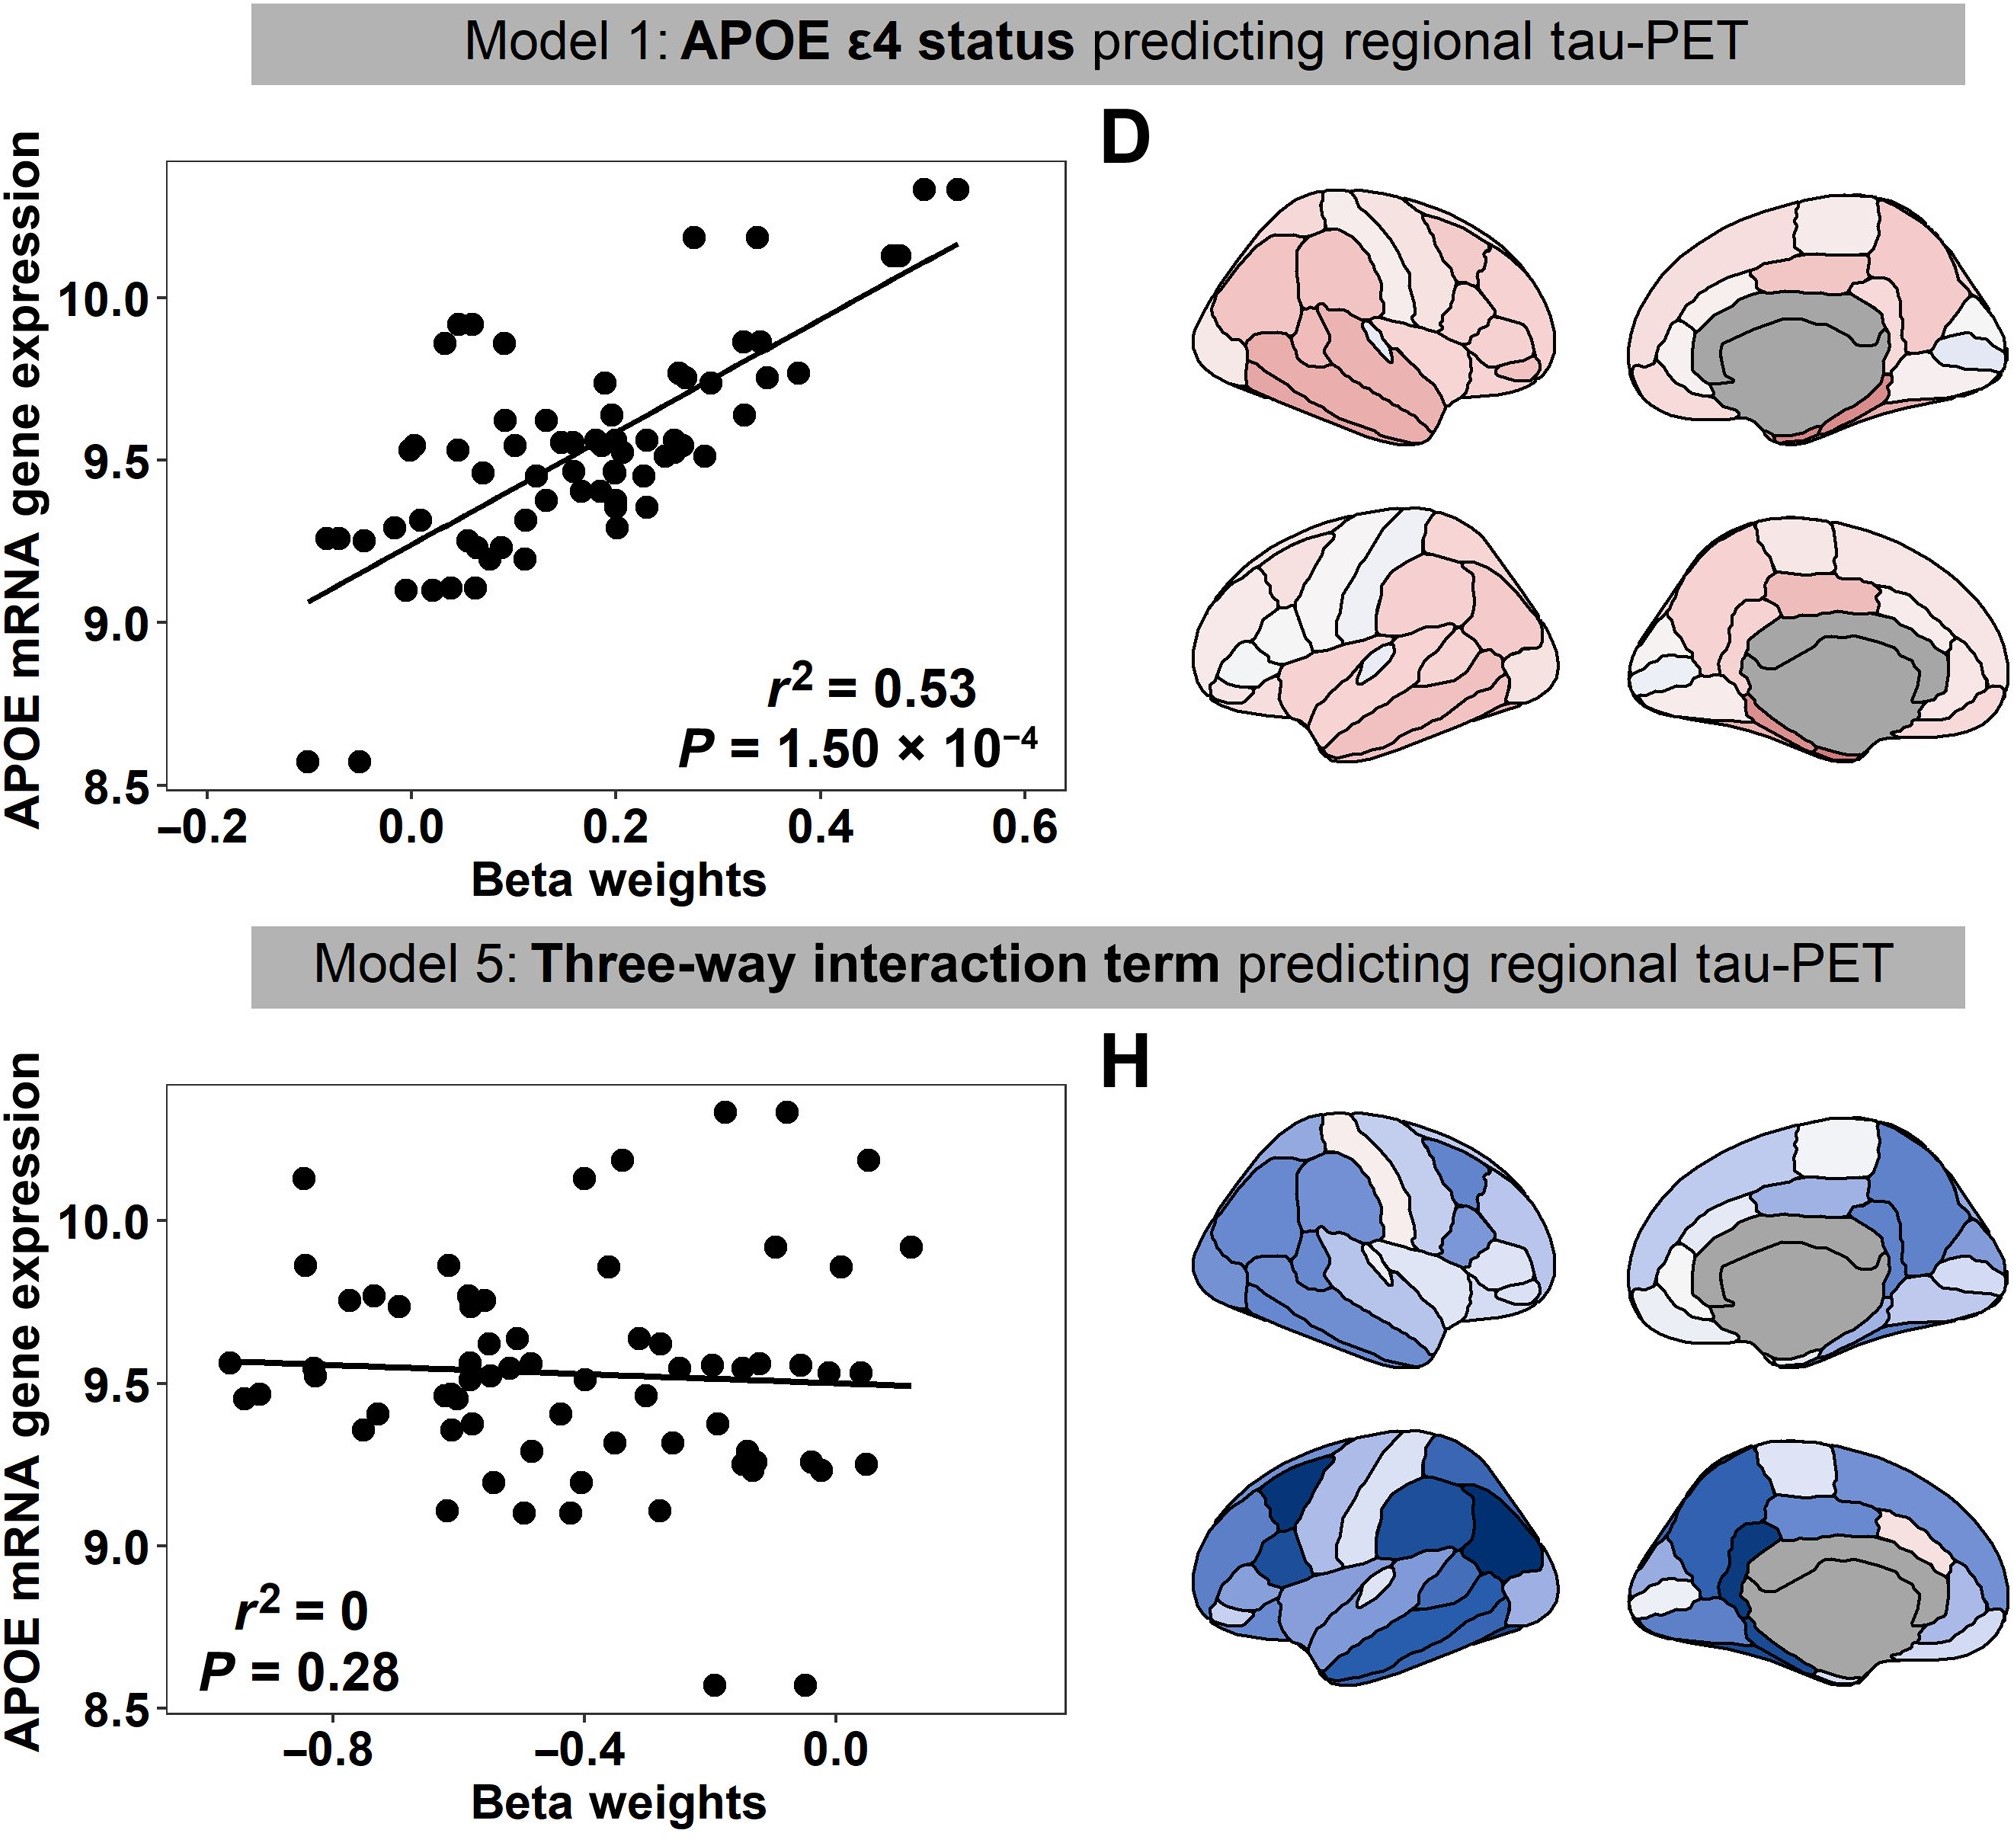 Model 1: APOE ε4 status predicting regional tau-PET
D
APOE mRNA gene expression
10.0
9.5
9.0
8.5
r² = 0.53
P = 1.50 × 10⁻⁴
−0.2 0.0 0.2 0.4 0.6
Beta weights
Model 5: Three-way interaction term predicting regional tau-PET
H
APOE mRNA gene expression
10.0
9.5
9.0
8.5
r² = 0
P = 0.28
−0.8 −0.4 0.0
Beta weights